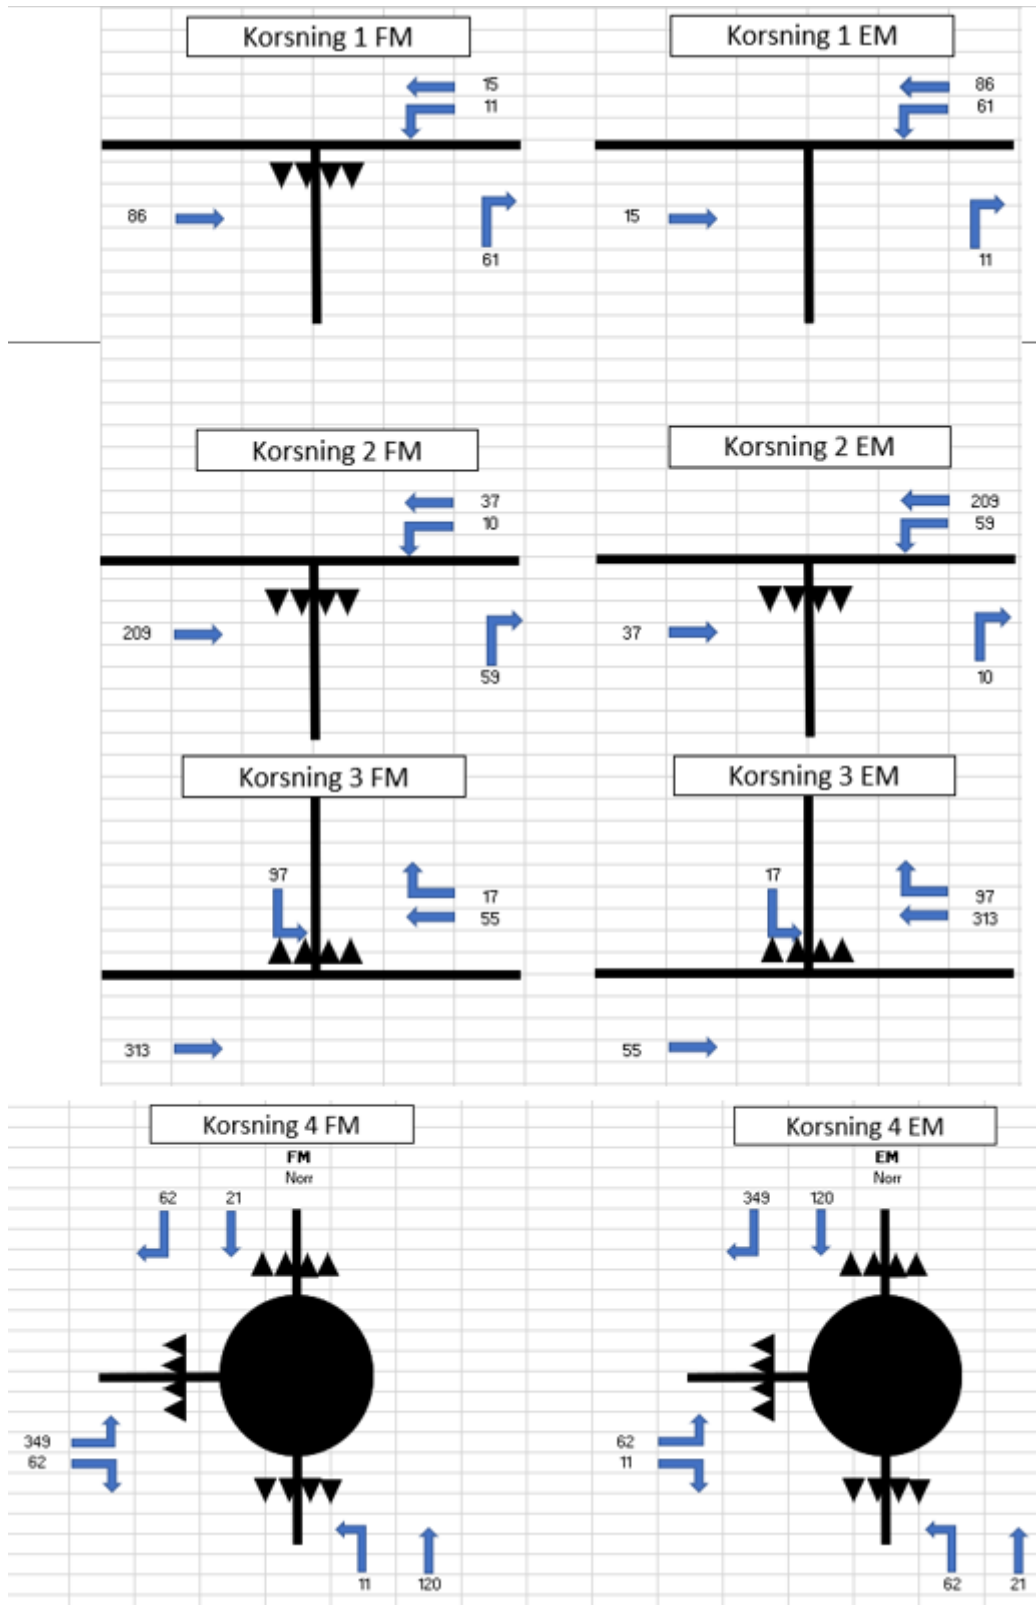 Korsning 1 FM
15
11
86
61
Korsning 1 EM
86
61
15
11
Korsning 2 FM
37
10
209
59
Korsning 2 EM
209
59
37
10
Korsning 3 FM
97
17
55
313
Korsning 3 EM
17
97
313
55
Korsning 4 FM
FM
Norr
62 21
349
62
11 120
Korsning 4 EM
EM
Norr
349 120
62
11
62 21